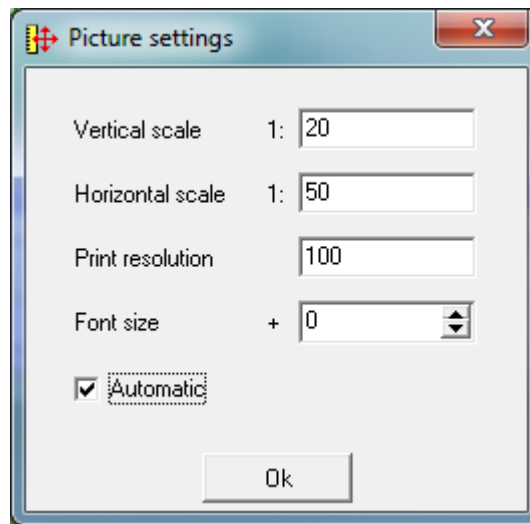 Picture settings
Vertical scale 1: 20
Horizontal scale 1: 50
Print resolution 100
Font size + 0
Automatic
Ok